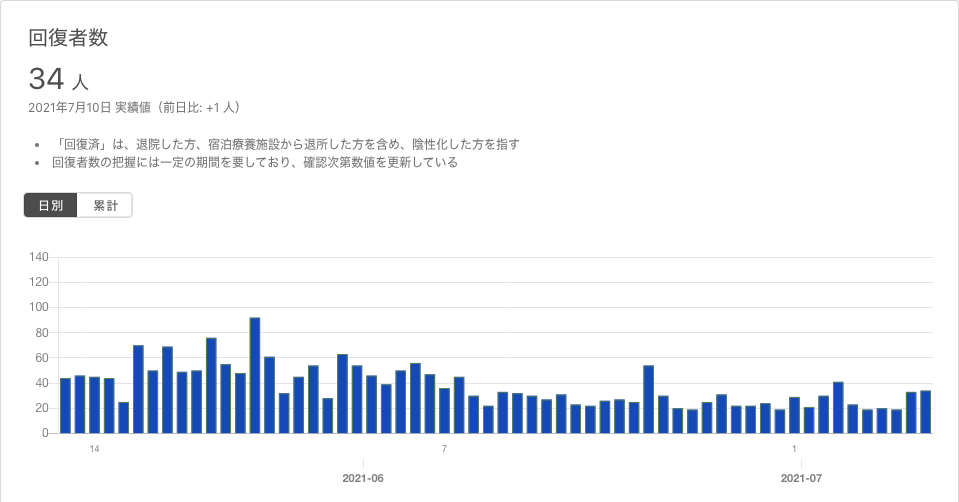 回復者数
34 人
2021年7月10日 実績値（前日比: +1 人）
• 「回復済」は、退院した方、宿泊療養施設から退所した方を含め、陰性化した方を指す
• 回復者数の把握には一定の期間を要しており、確認次第数値を更新している
日別 累計
140
120
100
80
60
40
20
0
14 7 1
2021-06 2021-07